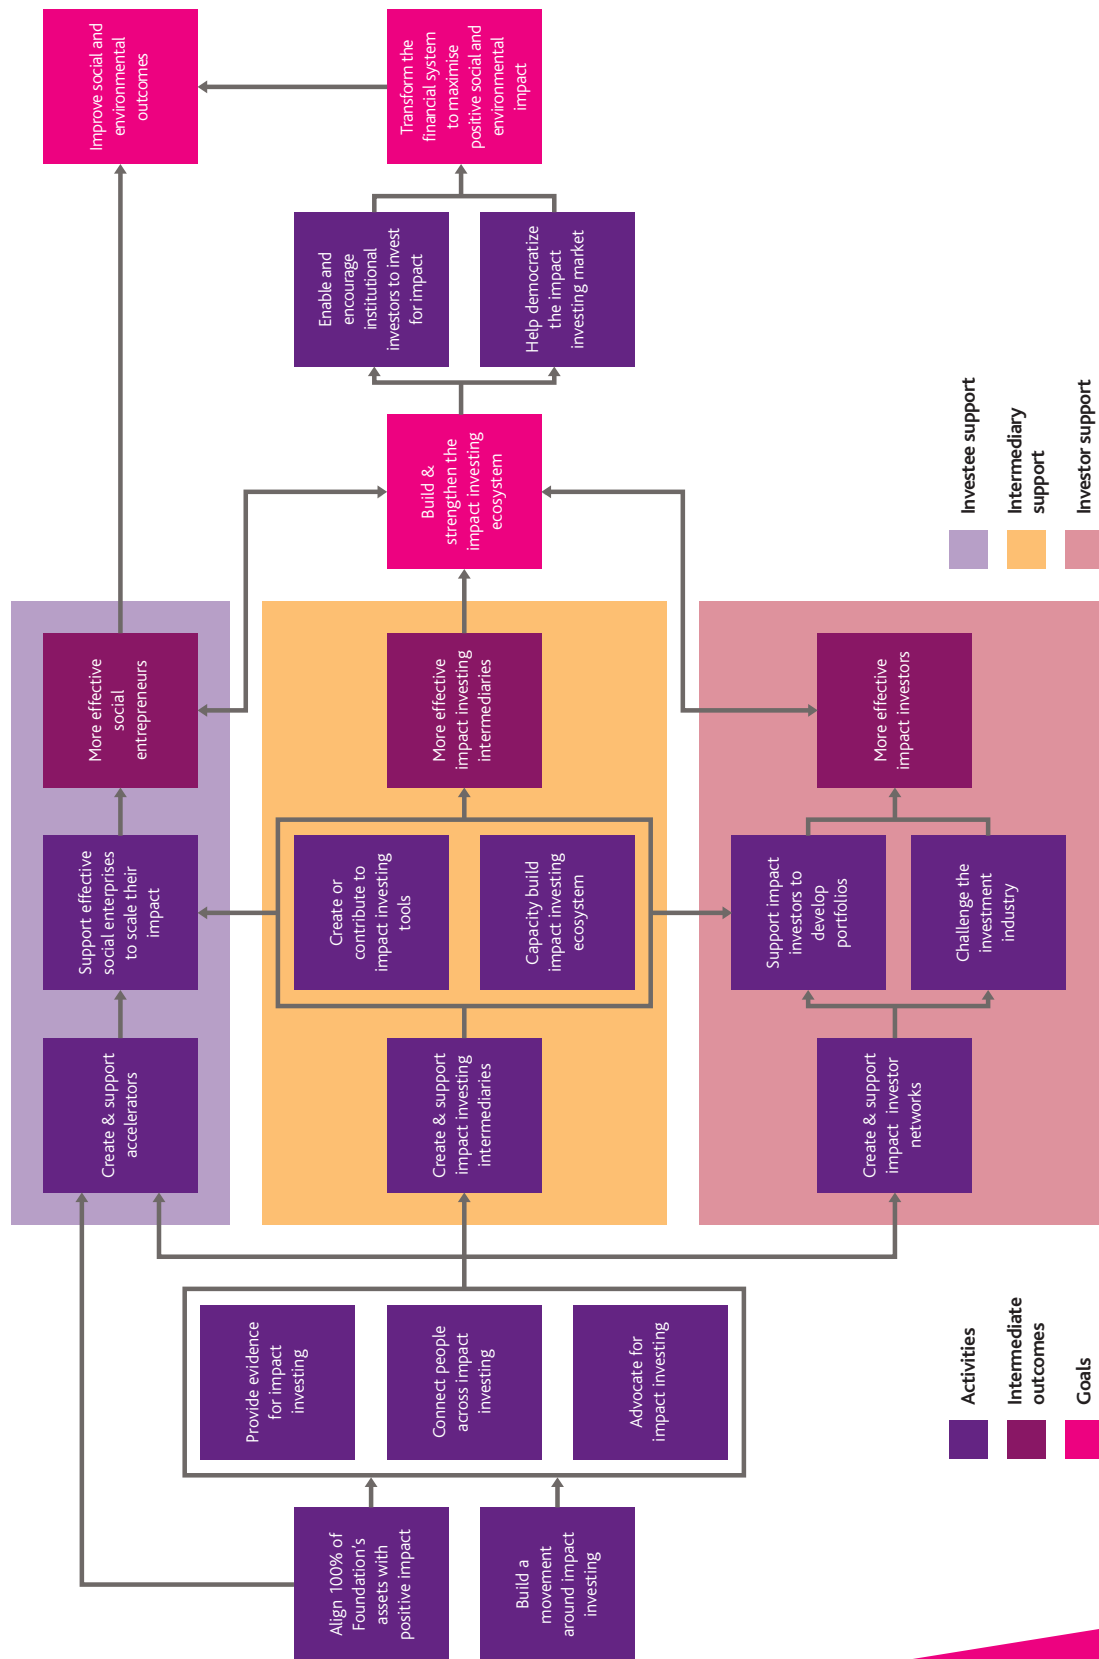 Align 100% of
Foundation’s
assets with
positive impact
Build a
movement
around impact
investing
Provide evidence
for impact
investing
Connect people
across impact
investing
Advocate for
impact investing
Create & support
accelerators
Support effective
social enterprises
to scale their
impact
More effective
social
entrepreneurs
Create & support
impact investing
intermediaries
Create or
contribute to
impact investing
tools
Capacity build
impact investing
ecosystem
More effective
impact investing
intermediaries
Create & support
impact investor
networks
Support impact
investors to
develop
portfolios
Challenge the
investment
industry
More effective
impact investors
Build &
strengthen the
impact investing
ecosystem
Enable and
encourage
institutional
investors to invest
for impact
Help democratize
the impact
investing market
Improve social and
environmental
outcomes
Transform the
financial system
to maximise
positive social and
environmental
impact
Activities
Intermediate
outcomes
Goals
Investee support
Intermediary
support
Investor support